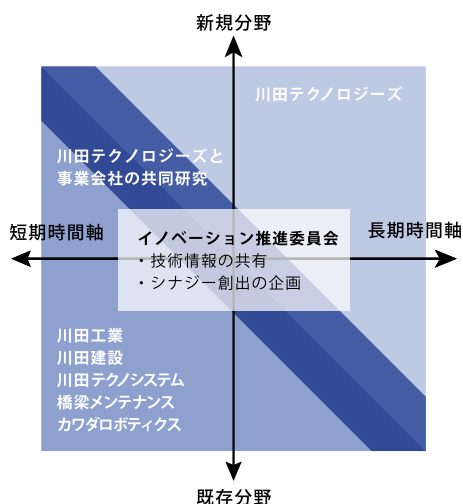 新規分野
川田テクノロジーズ
川田テクノロジーズと
事業会社の共同研究
短期時間軸
長期時間軸
イノベーション推進委員会
・技術情報の共有
・シナジー創出の企画
川田工業
川田建設
川田テクノシステム
橋梁メンテナンス
カワダロボティクス
既存分野